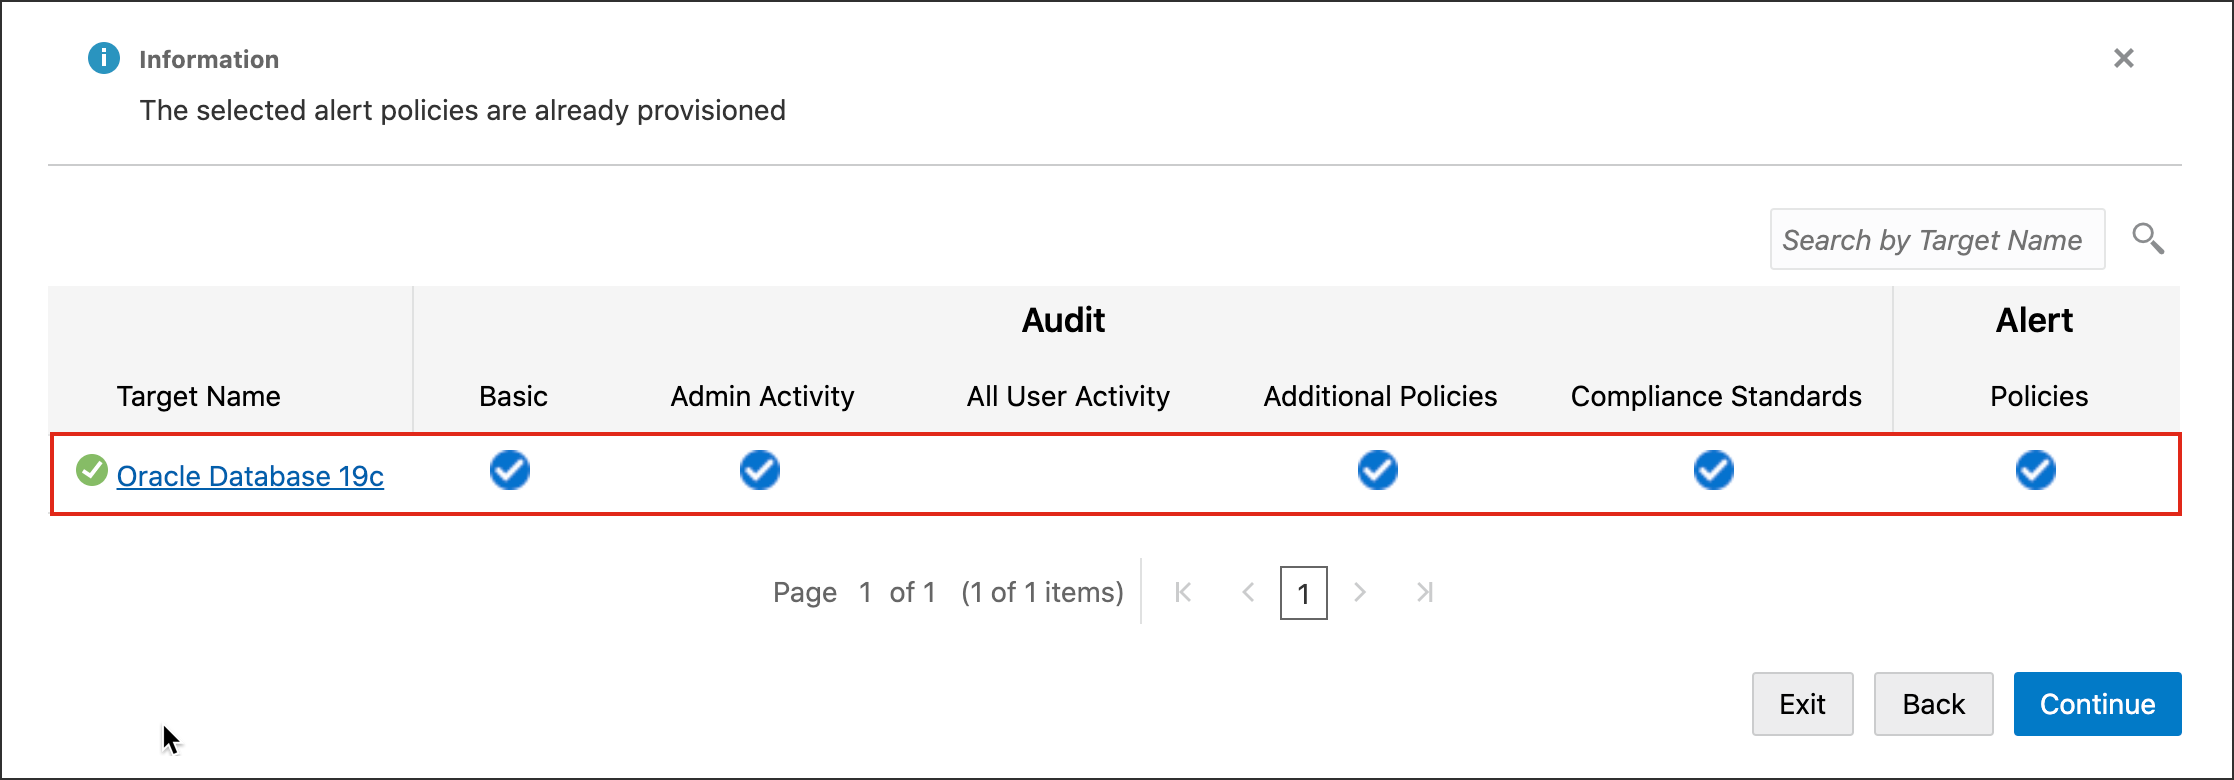 Information
The selected alert policies are already provisioned
Search by Target Name
Audit Alert
Target Name Basic Admin Activity All User Activity Additional Policies Compliance Standards Policies
Oracle Database 19c
Page 1 of 1 (1 of 1 items) 1
Exit Back Continue